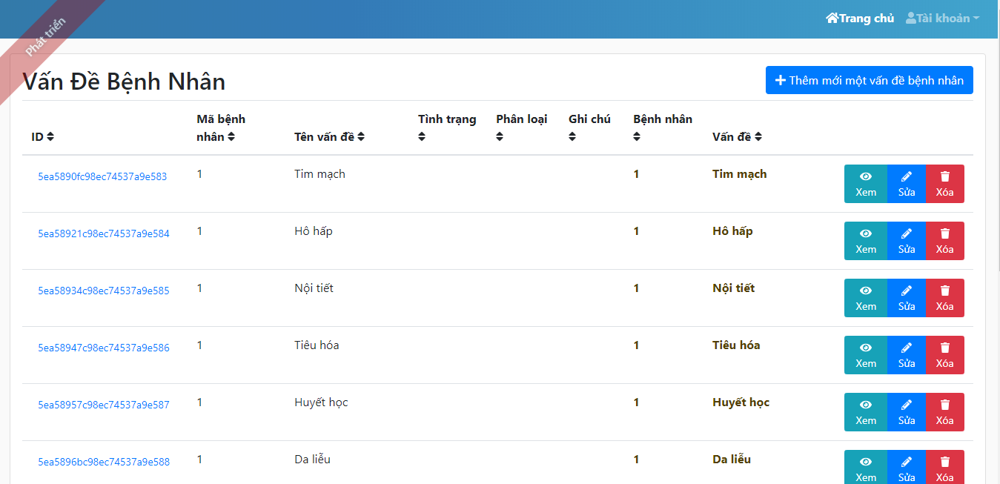 Trang chủ Tài khoản
Phát triển
Vấn Đề Bệnh Nhân
Thêm mới một vấn đề bệnh nhân
ID Mã bệnh nhân Tên vấn đề Tình trạng Phân loại Ghi chú Bệnh nhân Vấn đề
5ea5890fc98ec74537a9e583 1 Tim mạch 1 Tim mạch Xem Sửa Xóa
5ea58921c98ec74537a9e584 1 Hô hấp 1 Hô hấp Xem Sửa Xóa
5ea58934c98ec74537a9e585 1 Nội tiết 1 Nội tiết Xem Sửa Xóa
5ea58947c98ec74537a9e586 1 Tiêu hóa 1 Tiêu hóa Xem Sửa Xóa
5ea58957c98ec74537a9e587 1 Huyết học 1 Huyết học Xem Sửa Xóa
5ea5896bc98ec74537a9e588 1 Da liễu 1 Da liễu Xem Sửa Xóa